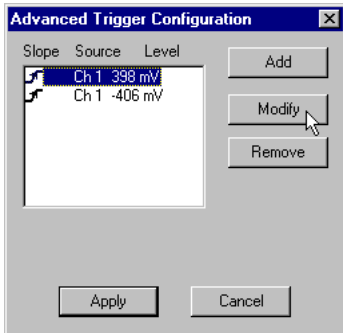 Advanced Trigger Configuration
Slope Source Level
Ch 1 398 mV
Ch 1 -406 mV
Add
Modify
Remove
Apply
Cancel